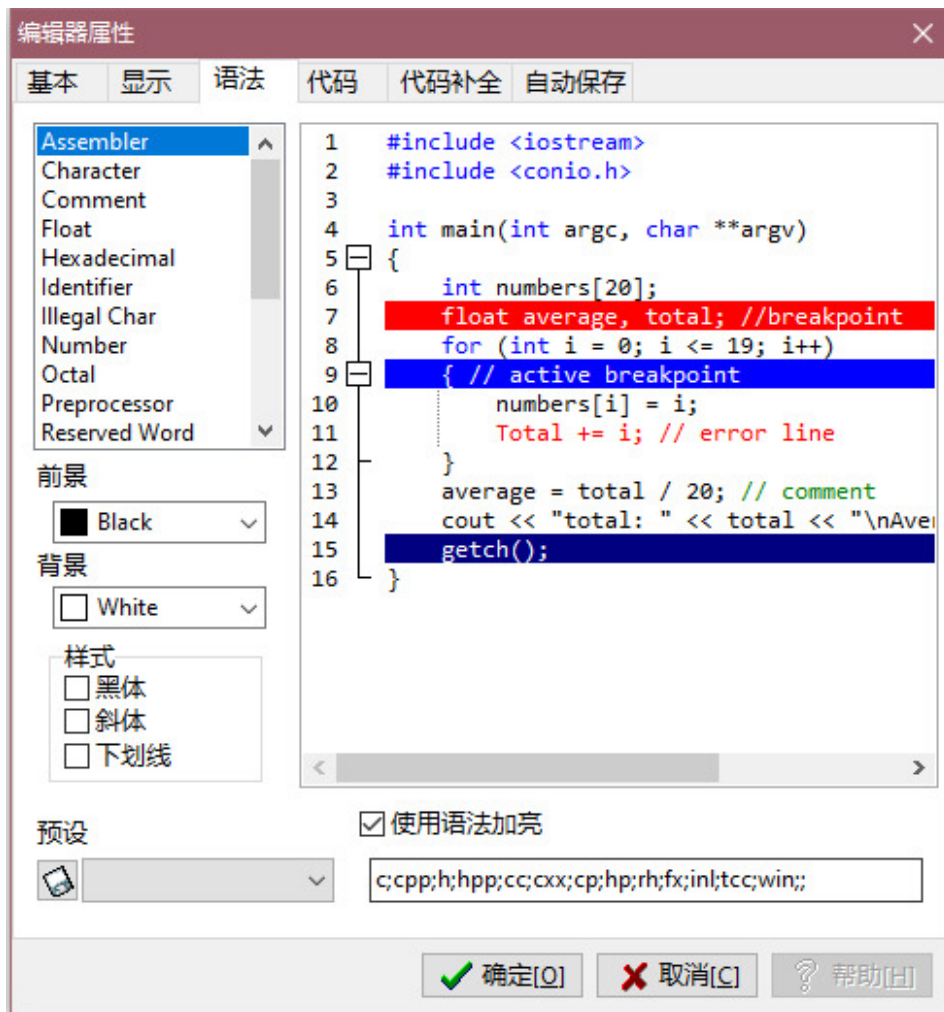 编辑器属性
基本 显示 语法 代码 代码补全 自动保存
Assembler
Character
Comment
Float
Hexadecimal
Identifier
Illegal Char
Number
Octal
Preprocessor
Reserved Word
前景
Black
背景
White
样式
黑体
斜体
下划线
预设
1 #include <iostream>
2 #include <conio.h>
3
4 int main(int argc, char **argv)
5 {
6 int numbers[20];
7 float average, total; //breakpoint
8 for (int i = 0; i <= 19; i++)
9 { // active breakpoint
10 numbers[i] = i;
11 Total += i; // error line
12 }
13 average = total / 20; // comment
14 cout << "total: " << total << "\nAver
15 getch();
16 }
使用语法加亮
c;cpp;h;hpp;cc;cxx;cp;hp;rh;fx;inl;tcc;win;;
确定[O] 取消[C] 帮助[H]